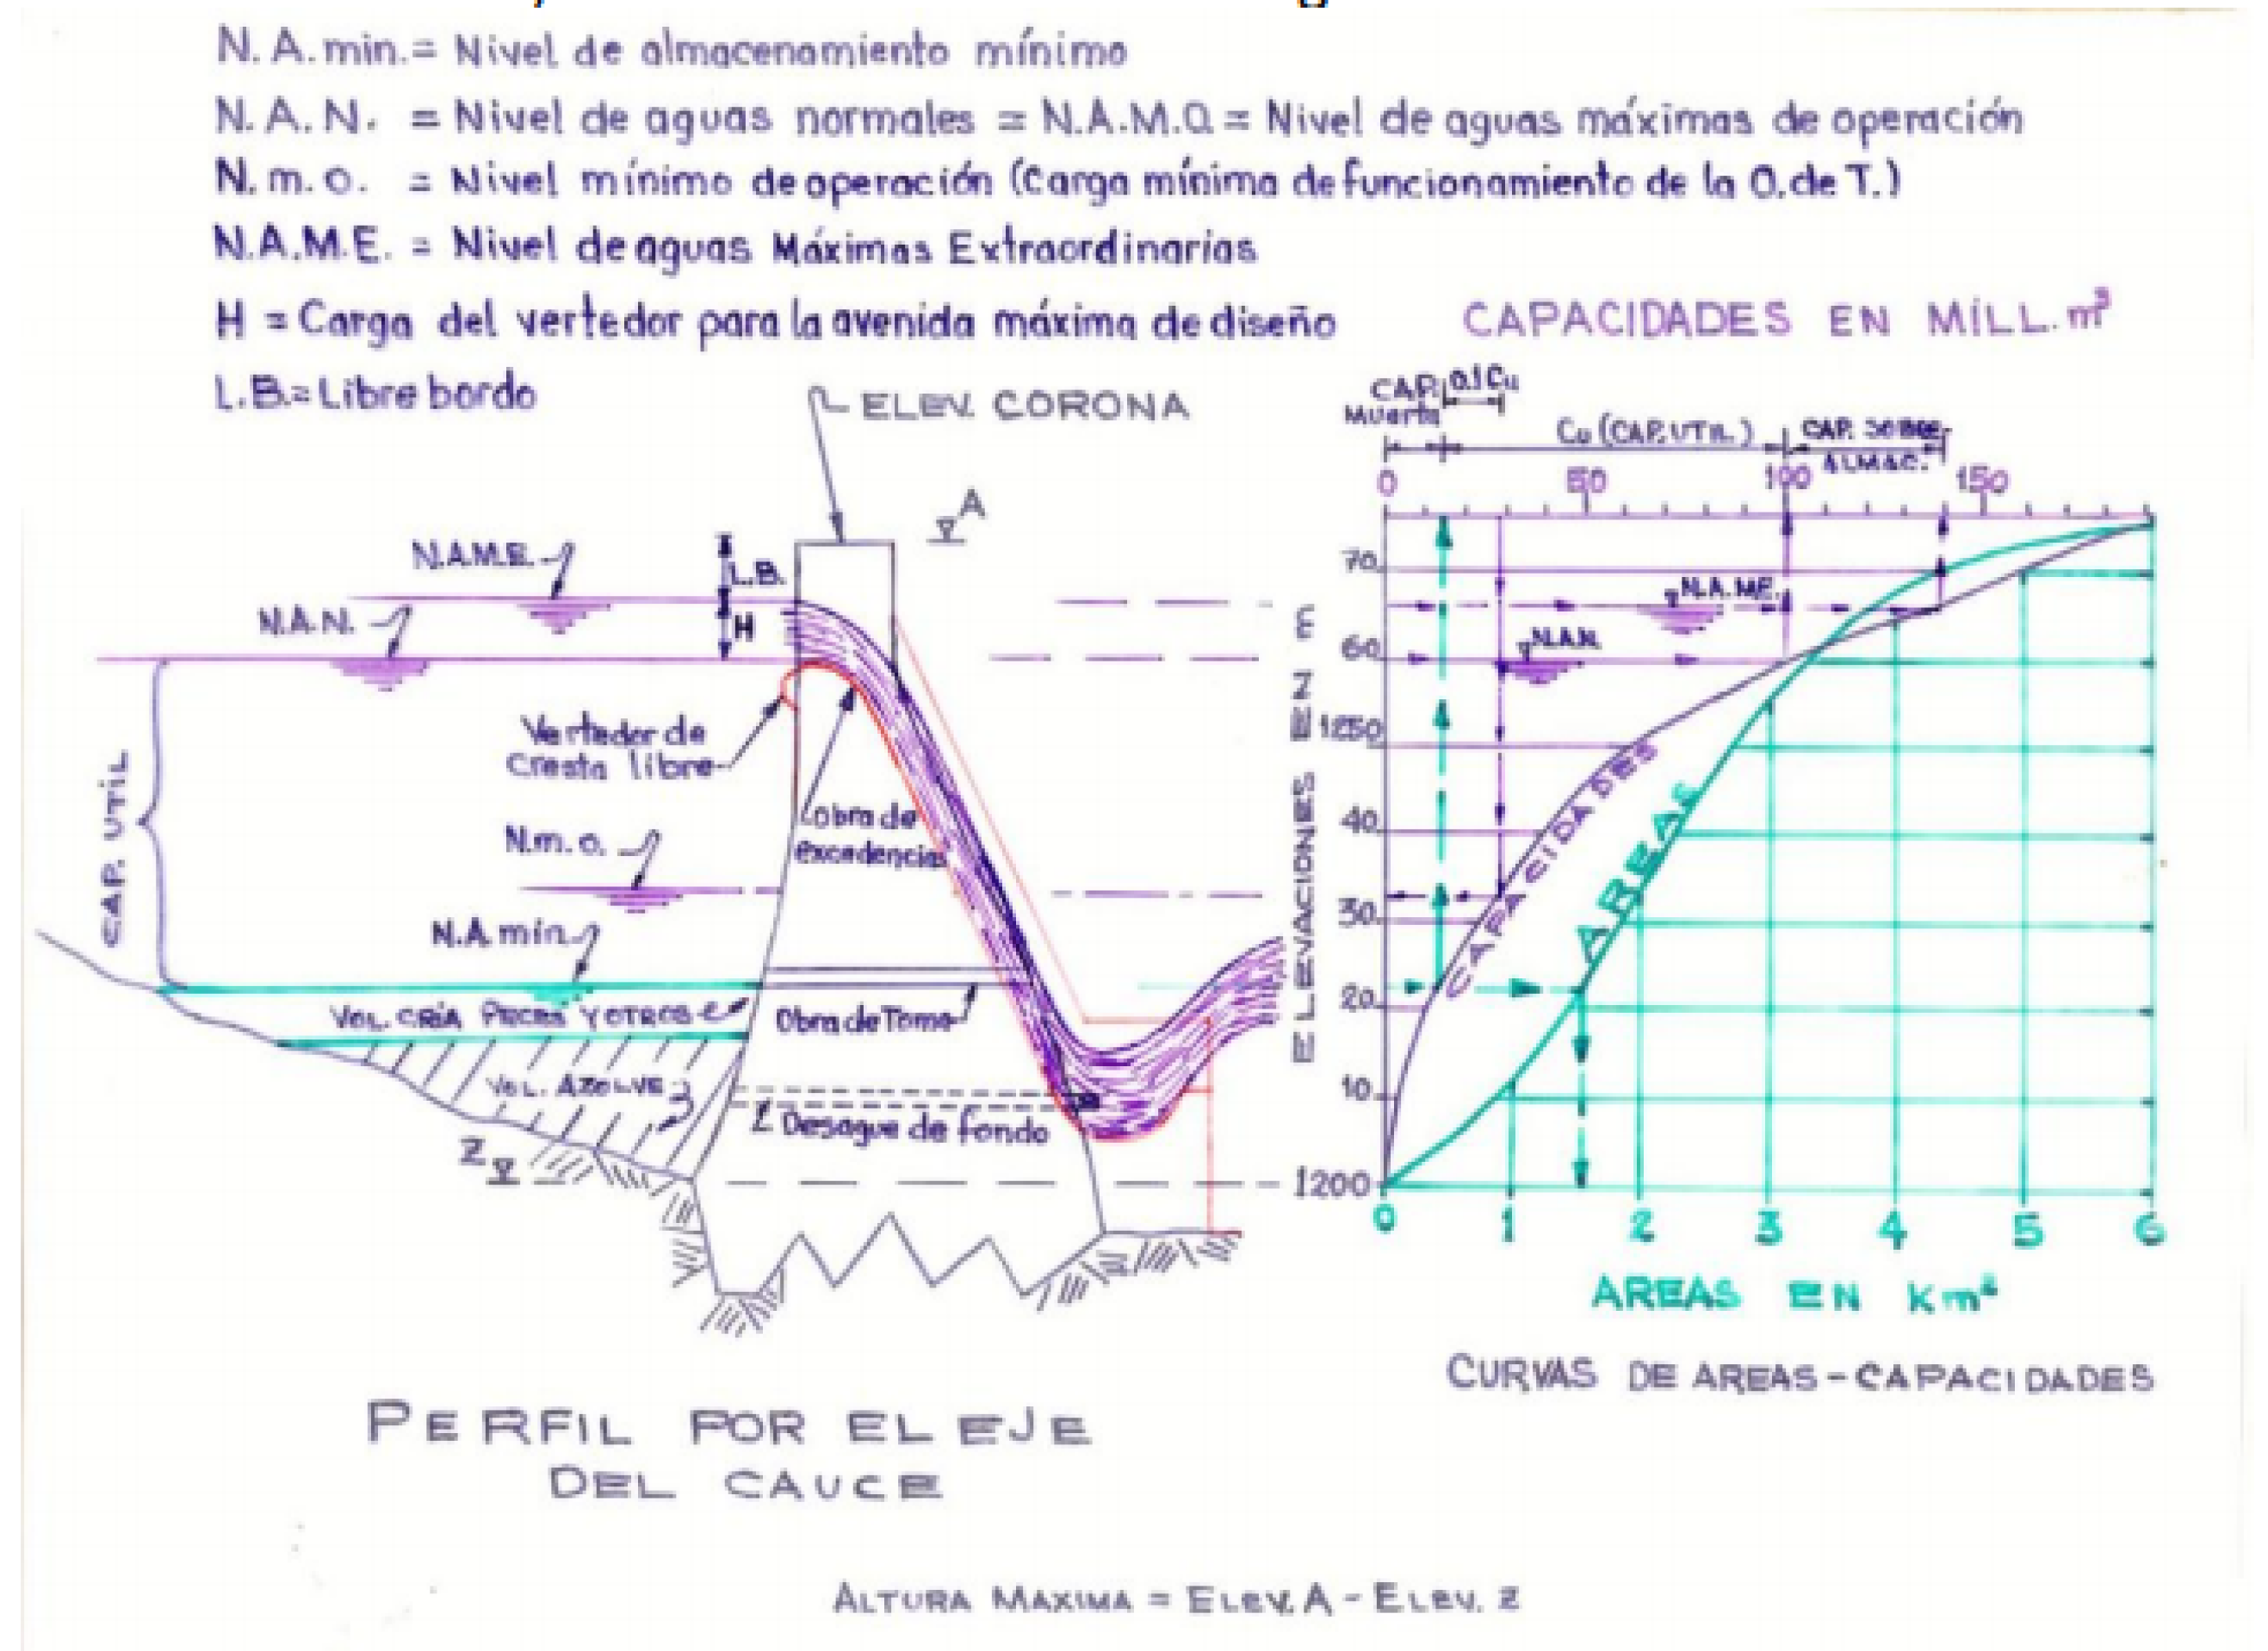 N.A.min.= Nivel de almacenamiento mínimo
N.A.N. = Nivel de aguas normales = N.A.M.O.= Nivel de aguas máximas de operación
N.m.o. = Nivel mínimo de operación (Carga mínima de funcionamiento de la O. de T.)
N.A.M.E. = Nivel de aguas Máximas Extraordinarias
H = Carga del vertedor para la avenida máxima de diseño
L.B.= Libre bordo
ELEV. CORONA
A
N.A.M.E.
L.B.
N.A.N.
H
Vertedor de
Cresta libre
Obra de
excedencias
CAP. UTIL
N.m.o.
N.A.min
VOL. CRÍA PECES Y OTROS
Obra de Toma
VOL. AZOLVE
Desague de fondo
Z
PERFIL POR EL EJE
DEL CAUCE
CAPACIDADES EN MILL. m³
CAP. 0.1Cu
Muerta
Cu (CAP. UTIL) CAP. SOBRE
ALMAC.
0 50 100 150
70
N.A.M.E.
60
N.A.N.
1250
40
30
20
10
1200
ELEVACIONES EN m
CAPACIDADES
AREAS
0 1 2 3 4 5 6
AREAS EN Km²
CURVAS DE AREAS-CAPACIDADES
ALTURA MAXIMA = ELEV. A - ELEV. Z